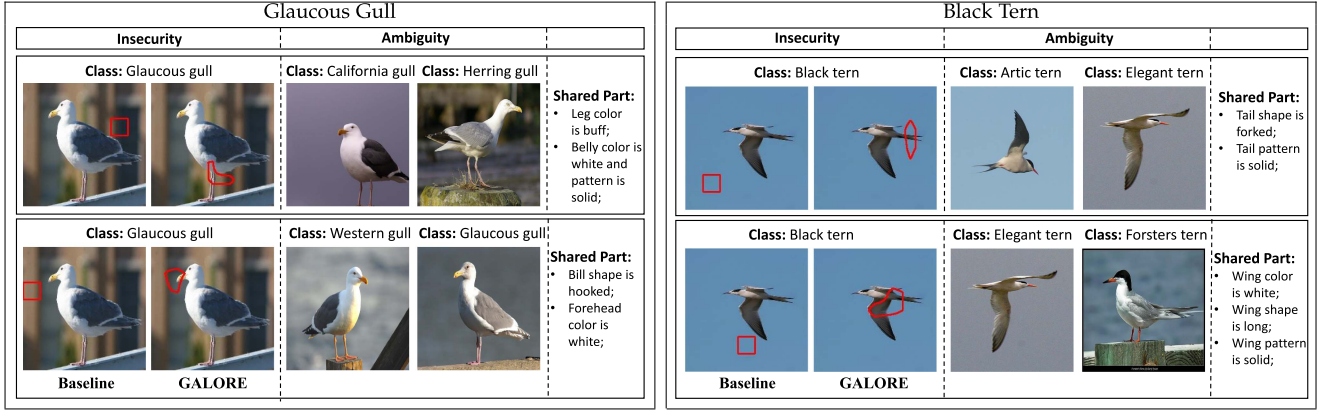 Glaucous Gull
Insecurity
Ambiguity
Class: Glaucous gull
Class: California gull
Class: Herring gull
Shared Part:
• Leg color
is buff;
• Belly color is
white and
pattern is
solid;
Class: Glaucous gull
Class: Western gull
Class: Glaucous gull
Shared Part:
• Bill shape is
hooked;
• Forehead
color is
white;
Baseline
GALORE
Black Tern
Insecurity
Ambiguity
Class: Black tern
Class: Artic tern
Class: Elegant tern
Shared Part:
• Tail shape is
forked;
• Tail pattern
is solid;
Class: Black tern
Class: Elegant tern
Class: Forsters tern
Shared Part:
• Wing color
is white;
• Wing shape
is long;
• Wing pattern
is solid;
Baseline
GALORE